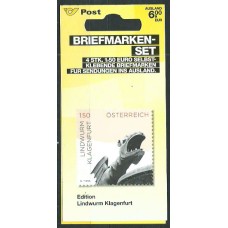 Post
AUSLAND
6,00
EUR
BRIEFMARKEN-
SET
4 STK. 1,50 EURO SELBST-
KLEBENDE BRIEFMARKEN
FÜR SENDUNGEN INS AUSLAND.
150
ÖSTERREICH
LINDWURM
KLAGENFURT
Edition
Lindwurm Klagenfurt